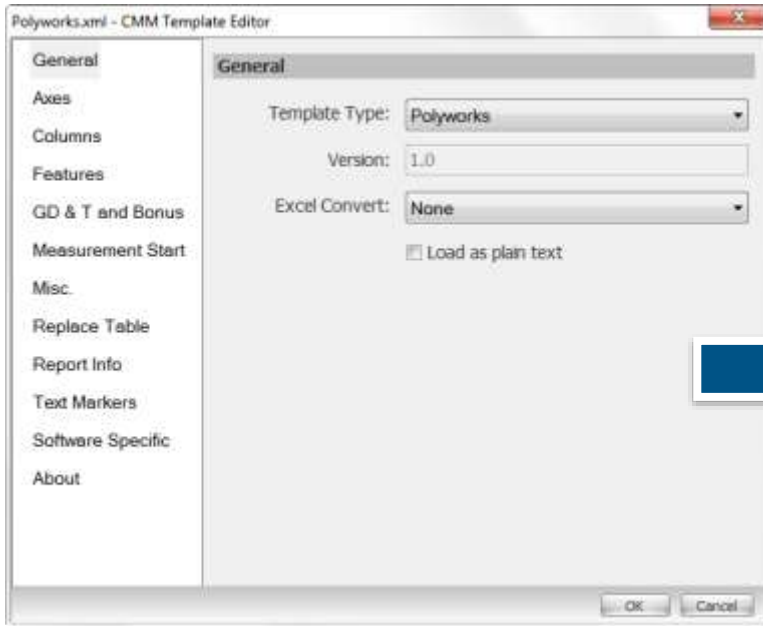 Polyworks.xml - CMM Template Editor
General
Axes
Columns
Features
GD & T and Bonus
Measurement Start
Misc.
Replace Table
Report Info
Text Markers
Software Specific
About
General
Template Type: Polyworks
Version: 1.0
Excel Convert: None
Load as plain text
OK Cancel